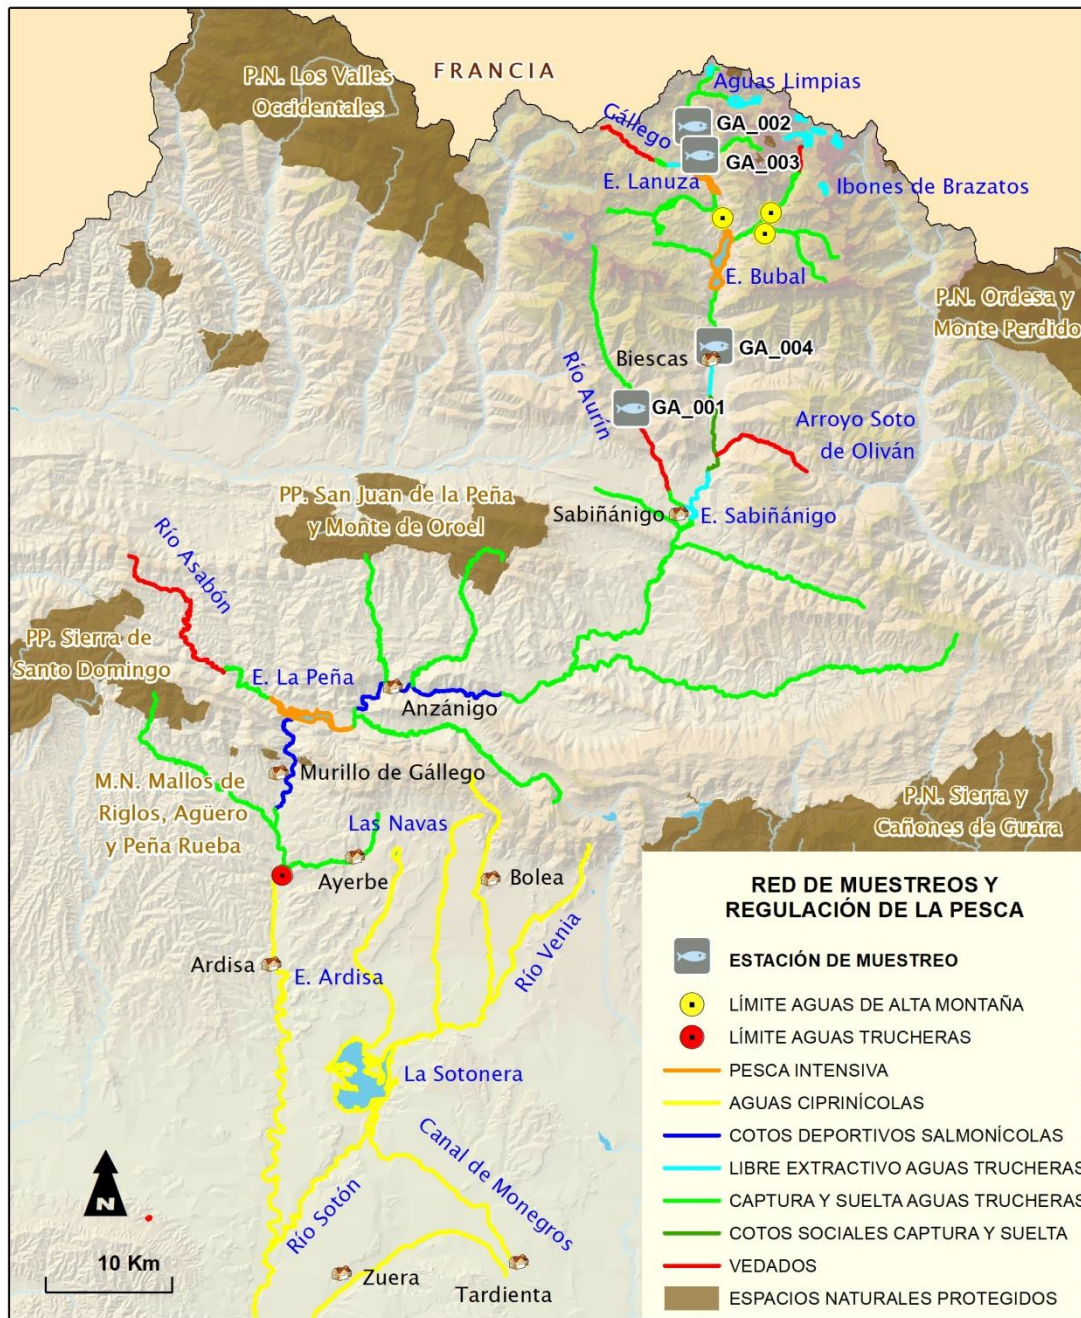 P.N. Los Valles
Occidentales
FRANCIA
Aguas Limpias
Gállego
GA_002
GA_003
E. Lanuza
Ibones de Brazatos
E. Bubal
P.N. Ordesa y
Monte Perdido
GA_004
Biescas
Río Aurín
GA_001
Arroyo Soto
de Oliván
PP. San Juan de la Peña
y Monte de Oroel
Sabiñánigo
E. Sabiñánigo
Río Asabón
PP. Sierra de
Santo Domingo
E. La Peña
Anzánigo
Murillo de Gállego
M.N. Mallos de
Riglos, Agüero
y Peña Rueba
P.N. Sierra y
Cañones de Guara
Las Navas
Ayerbe
Bolea
Río Venia
Ardisa
E. Ardisa
La Sotonera
Canal de Monegros
Río Sotón
Zuera
Tardienta
N
10 Km
RED DE MUESTREOS Y
REGULACIÓN DE LA PESCA
ESTACIÓN DE MUESTREO
LÍMITE AGUAS DE ALTA MONTAÑA
LÍMITE AGUAS TRUCHERAS
PESCA INTENSIVA
AGUAS CIPRINÍCOLAS
COTOS DEPORTIVOS SALMONÍCOLAS
LIBRE EXTRACTIVO AGUAS TRUCHERAS
CAPTURA Y SUELTA AGUAS TRUCHERAS
COTOS SOCIALES CAPTURA Y SUELTA
VEDADOS
ESPACIOS NATURALES PROTEGIDOS